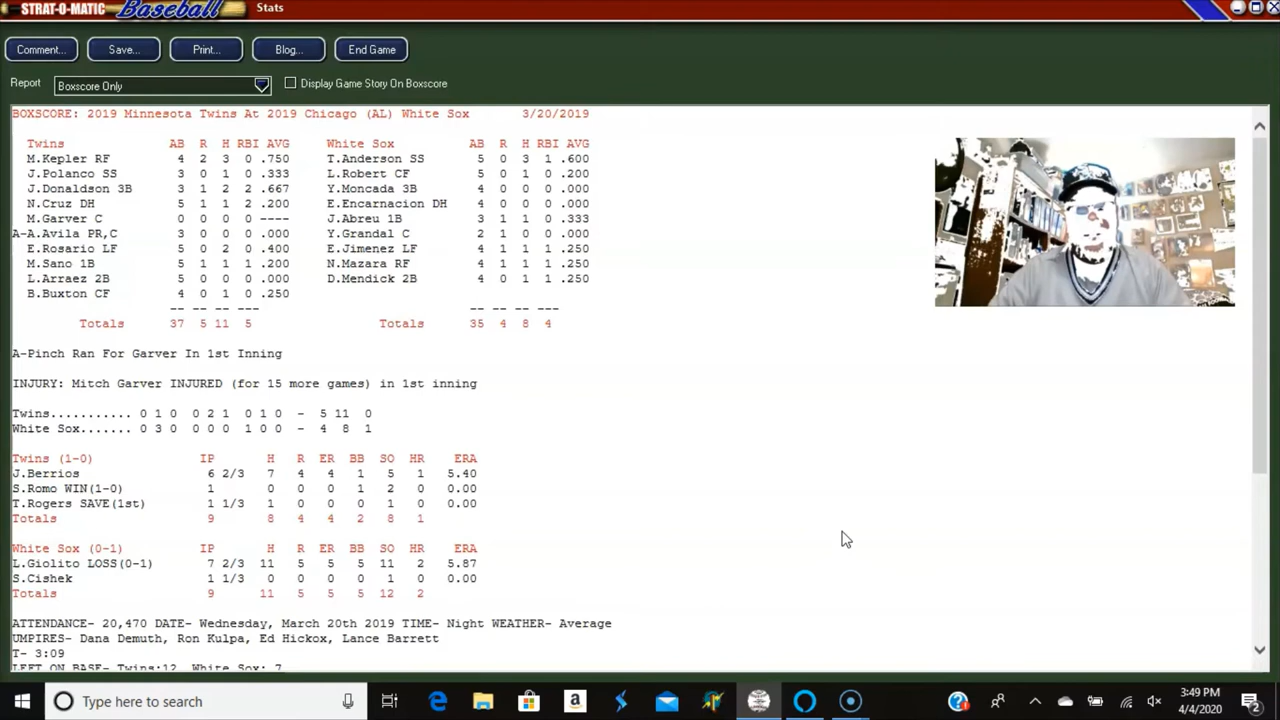 STRAT-O-MATIC Baseball Stats
Comment... Save... Print... Blog... End Game
Report Boxscore Only Display Game Story On Boxscore
BOXSCORE: 2019 Minnesota Twins At 2019 Chicago (AL) White Sox 3/20/2019
Twins AB R H RBI AVG White Sox AB R H RBI AVG
M.Kepler RF 4 2 3 0 .750 T.Anderson SS 5 0 3 1 .600
J.Polanco SS 3 0 1 0 .333 L.Robert CF 5 0 1 0 .200
J.Donaldson 3B 3 1 2 2 .667 Y.Moncada 3B 4 0 0 0 .000
N.Cruz DH 5 1 1 2 .200 E.Encarnacion DH 4 0 0 0 .000
M.Garver C 0 0 0 0 ---- J.Abreu 1B 3 1 1 0 .333
A-A.Avila PR,C 3 0 0 0 .000 Y.Grandal C 2 1 0 0 .000
E.Rosario LF 5 0 2 0 .400 E.Jimenez LF 4 1 1 1 .250
M.Sano 1B 5 1 1 1 .200 N.Mazara RF 4 1 1 1 .250
L.Arraez 2B 5 0 0 0 .000 D.Mendick 2B 4 0 1 1 .250
B.Buxton CF 4 0 1 0 .250
-- -- -- --- -- -- -- ---
Totals 37 5 11 5 Totals 35 4 8 4
A-Pinch Ran For Garver In 1st Inning
INJURY: Mitch Garver INJURED (for 15 more games) in 1st inning
Twins........... 0 1 0 0 2 1 0 1 0 - 5 11 0
White Sox....... 0 3 0 0 0 0 1 0 0 - 4 8 1
Twins (1-0) IP H R ER BB SO HR ERA
J.Berrios 6 2/3 7 4 4 1 5 1 5.40
S.Romo WIN(1-0) 1 0 0 0 1 2 0 0.00
T.Rogers SAVE(1st) 1 1/3 1 0 0 0 1 0 0.00
Totals 9 8 4 4 2 8 1
White Sox (0-1) IP H R ER BB SO HR ERA
L.Giolito LOSS(0-1) 7 2/3 11 5 5 5 11 2 5.87
S.Cishek 1 1/3 0 0 0 0 1 0 0.00
Totals 9 11 5 5 5 12 2
ATTENDANCE- 20,470 DATE- Wednesday, March 20th 2019 TIME- Night WEATHER- Average
UMPIRES- Dana Demuth, Ron Kulpa, Ed Hickox, Lance Barrett
T- 3:09
LEFT ON BASE- Twins:12 White Sox: 7
Type here to search
3:49 PM
4/4/2020
2